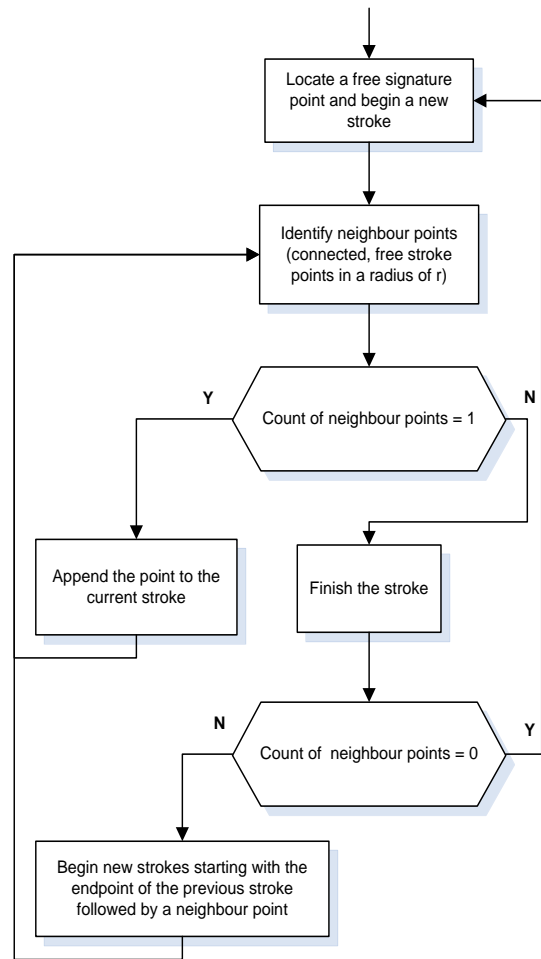 Locate a free signature
point and begin a new
stroke
Identify neighbour points
(connected, free stroke
points in a radius of r)
Y
N
Count of neighbour points = 1
Append the point to the
current stroke
Finish the stroke
N
Y
Count of neighbour points = 0
Begin new strokes starting with the
endpoint of the previous stroke
followed by a neighbour point